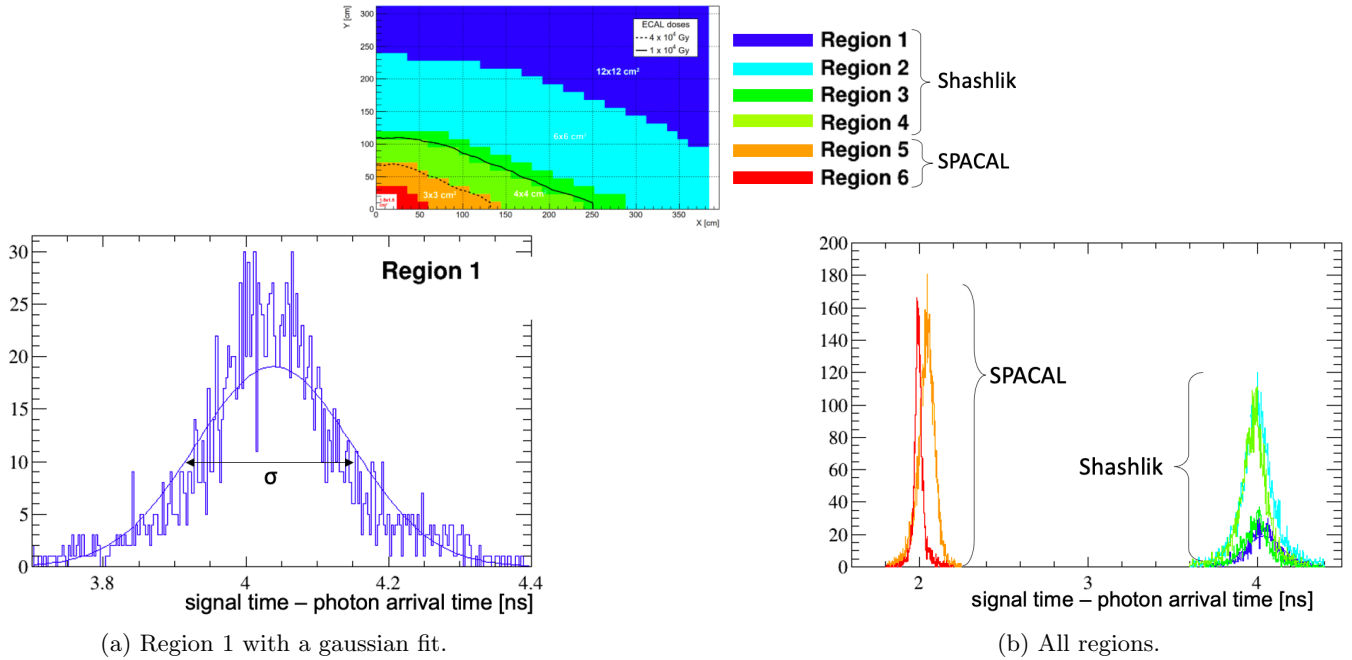 Y [cm]
300
250
200
150
100
50
0
ECAL doses
4 x 10⁴ Gy
1 x 10⁴ Gy
12x12 cm²
6x6 cm²
4x4 cm
3x3 cm²
0 50 100 150 200 250 300 350
X [cm]
Region 1
Region 2
Region 3
Region 4
Region 5
Region 6
Shashlik
SPACAL
30
25
20
15
10
5
0
Region 1
σ
3.8 4 4.2 4.4
signal time – photon arrival time [ns]
(a) Region 1 with a gaussian fit.
200
180
160
140
120
100
80
60
40
20
0
SPACAL
Shashlik
2 3 4
signal time – photon arrival time [ns]
(b) All regions.